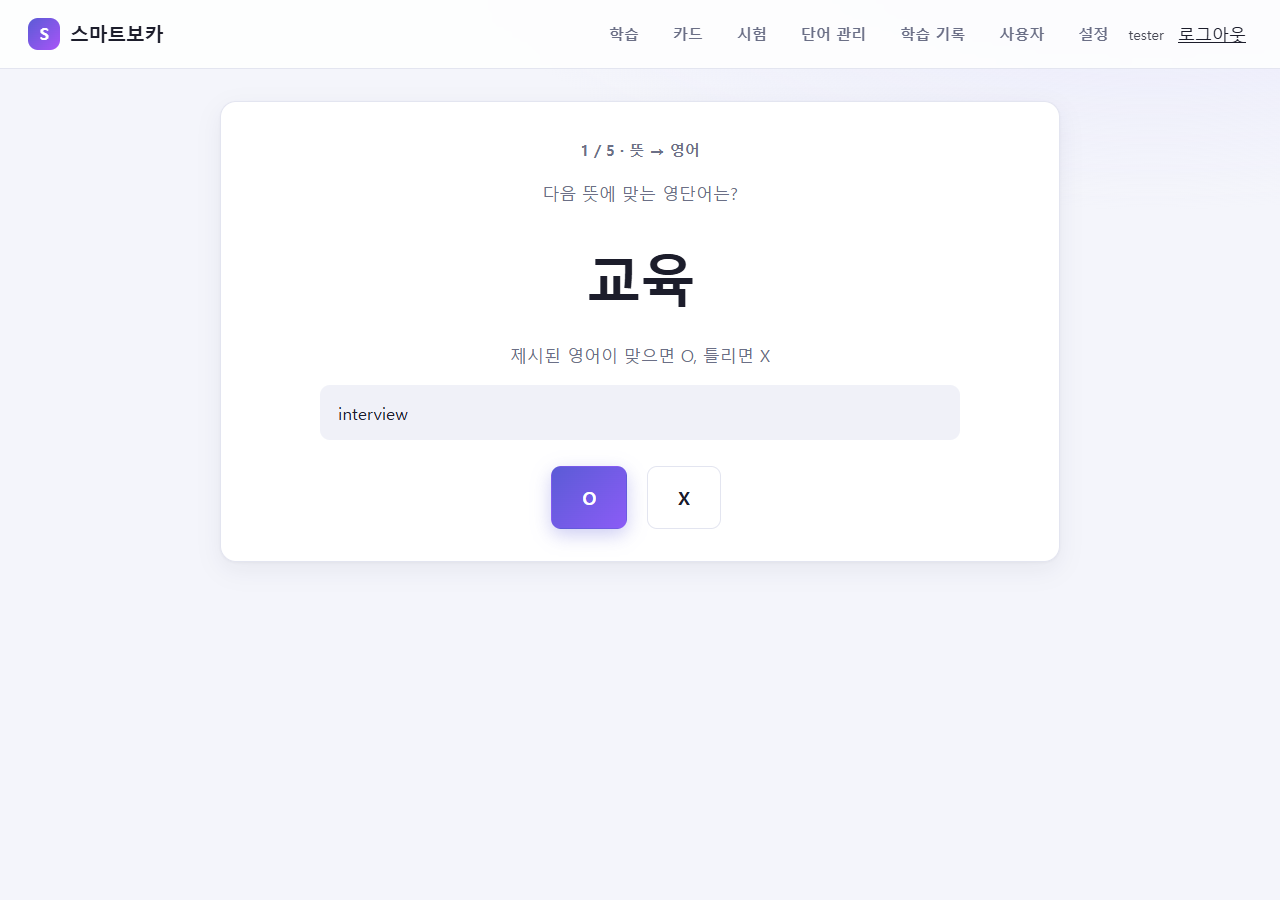 S 스마트보카 학습 카드 시험 단어 관리 학습 기록 사용자 설정 tester 로그아웃
1 / 5 · 뜻 → 영어
다음 뜻에 맞는 영단어는?
교육
제시된 영어이 맞으면 O, 틀리면 X
interview
O X